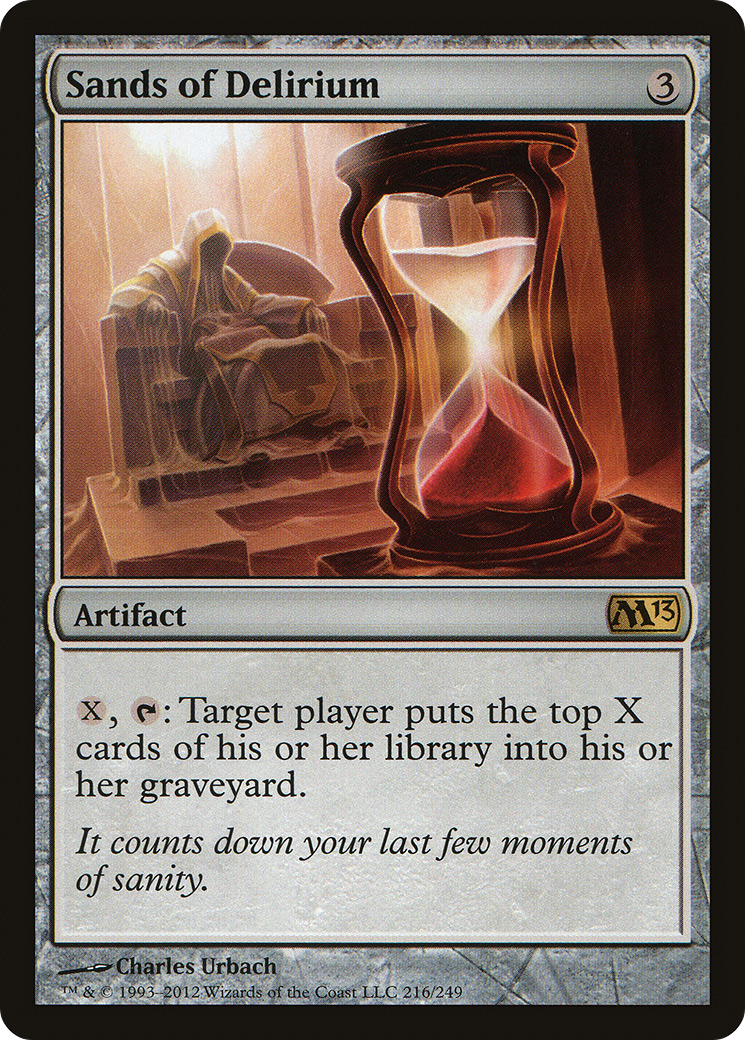 Sands of Delirium 3
Artifact M13
X, : Target player puts the top X
cards of his or her library into his or
her graveyard.
It counts down your last few moments
of sanity.
Charles Urbach
™ & © 1993–2012 Wizards of the Coast LLC 216/249